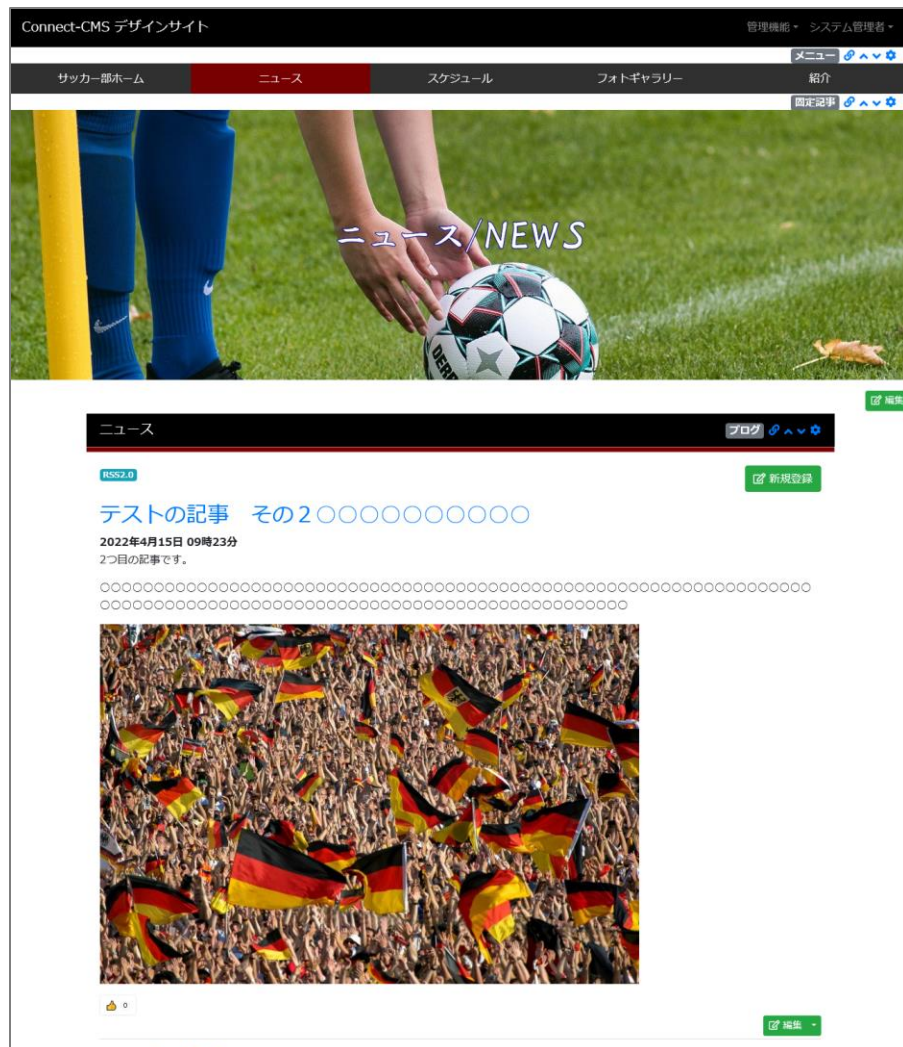 Connect-CMS デザインサイト
管理機能 システム管理者
メニュー
サッカー部ホーム ニュース スケジュール フォトギャラリー 紹介
固定記事
ニュース/NEWS
DERB
編集
ニュース
ブログ
RSS2.0
新規登録
テストの記事 その2○○○○○○○○○○
2022年4月15日 09時23分
2つ目の記事です。
○○○○○○○○○○○○○○○○○○○○○○○○○○○○○○○○○○○○○○○○○○○○○○○○○○○○○○○○○○○○○○○○○○
○○○○○○○○○○○○○○○○○○○○○○○○○○○○○○○○○○○○○○○○○○○○○○○○○
0
編集